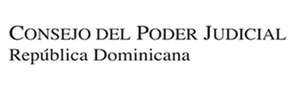 CONSEJO DEL PODER JUDICIAL
República Dominicana